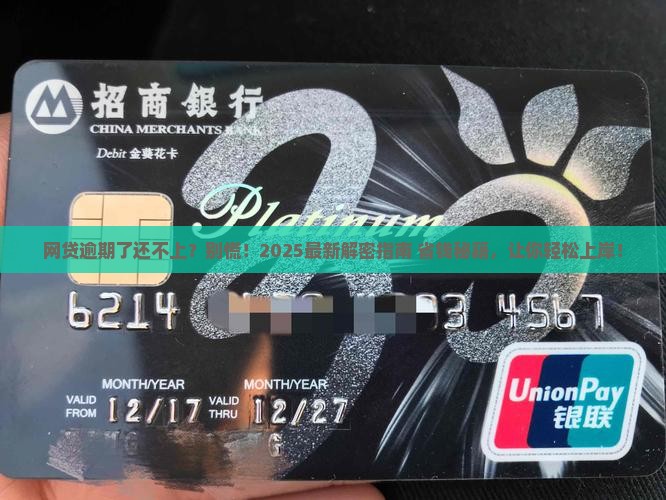 招商銀行
CHINA MERCHANTS BANK
Debit 金葵花卡
Platinum
网贷逾期了还不上？别慌！2025最新解密指南 省钱秘籍，让你轻松上岸！
6214 03 4567
MONTH/YEAR MONTH/YEAR
VALID FROM 12/17 VALID THRU 12/27
G
UnionPay
银联